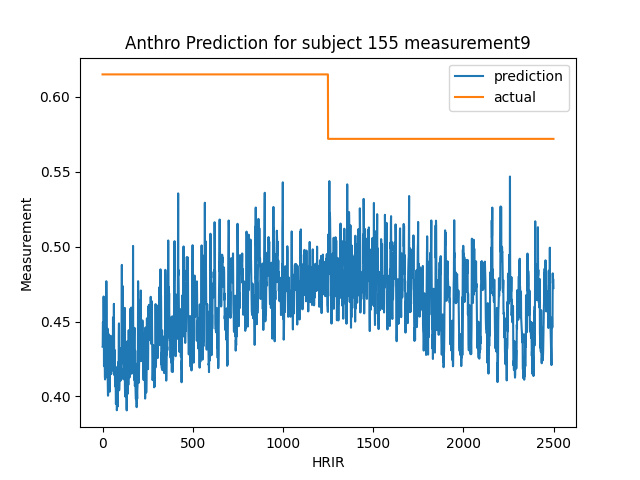 Anthro Prediction for subject 155 measurement9
prediction
actual
0.60
0.55
0.50
0.45
0.40
Measurement
0
500
1000
1500
2000
2500
HRIR